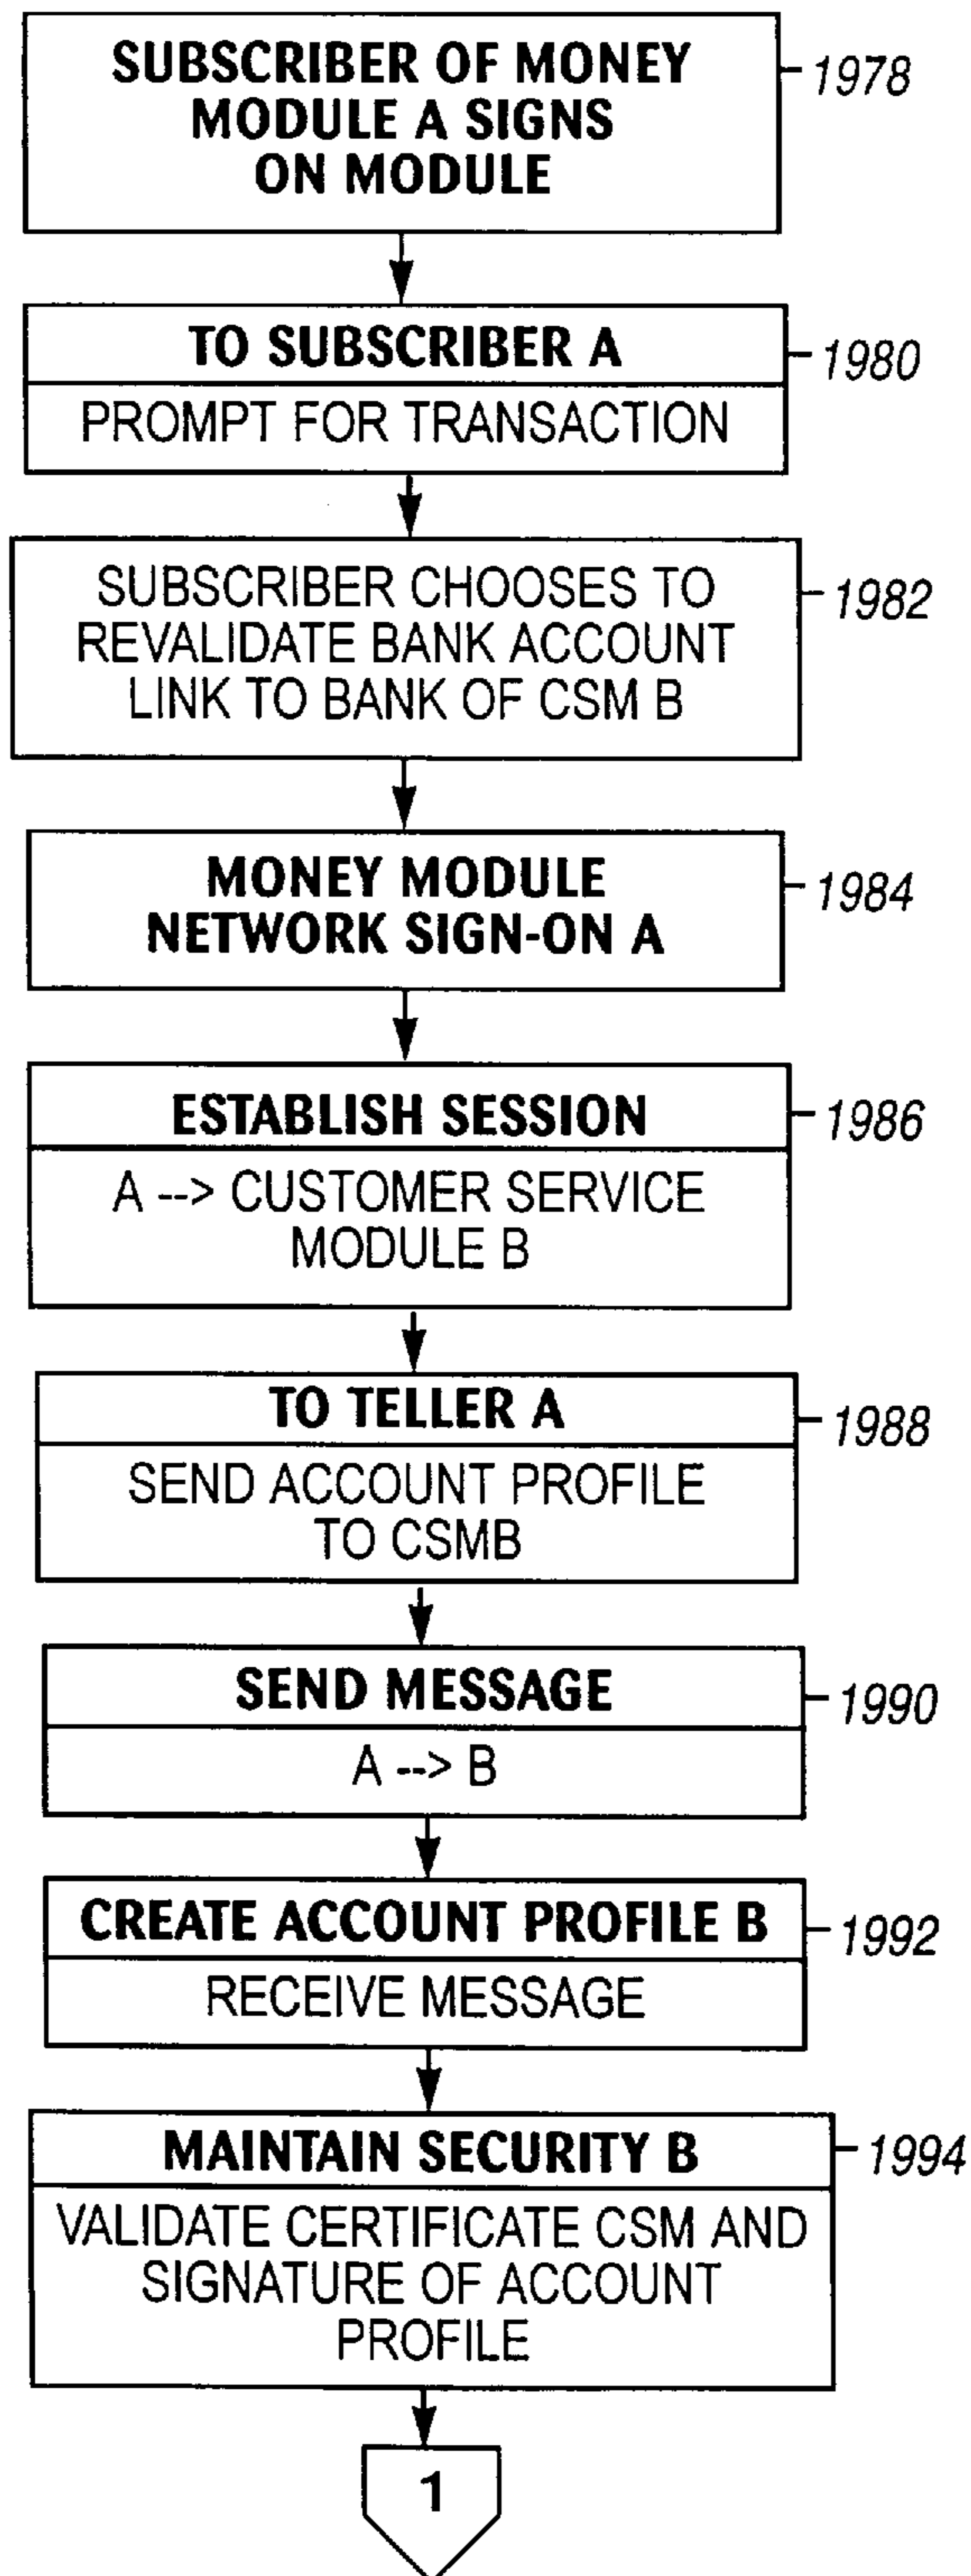 SUBSCRIBER OF MONEY
MODULE A SIGNS
ON MODULE
1978
TO SUBSCRIBER A
1980
PROMPT FOR TRANSACTION
SUBSCRIBER CHOOSES TO
REVALIDATE BANK ACCOUNT
LINK TO BANK OF CSM B
1982
MONEY MODULE
NETWORK SIGN-ON A
1984
ESTABLISH SESSION
1986
A --> CUSTOMER SERVICE
MODULE B
TO TELLER A
1988
SEND ACCOUNT PROFILE
TO CSMB
SEND MESSAGE
1990
A --> B
CREATE ACCOUNT PROFILE B
1992
RECEIVE MESSAGE
MAINTAIN SECURITY B
1994
VALIDATE CERTIFICATE CSM AND
SIGNATURE OF ACCOUNT
PROFILE
1